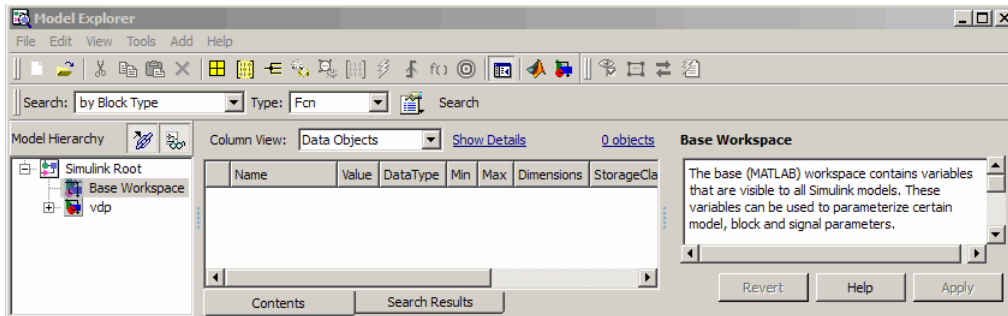 Model Explorer
File Edit View Tools Add Help
Search: by Block Type Type: Fcn Search
Model Hierarchy
Simulink Root
Base Workspace
vdp
Column View: Data Objects Show Details 0 objects
Name Value DataType Min Max Dimensions StorageCla
Contents Search Results
Base Workspace
The base (MATLAB) workspace contains variables
that are visible to all Simulink models. These
variables can be used to parameterize certain
model, block and signal parameters.
Revert Help Apply